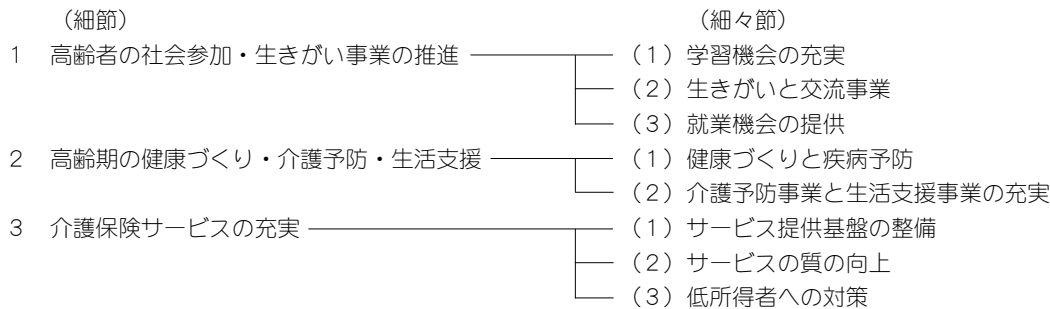 （細節） （細々節）
１ 高齢者の社会参加・生きがい事業の推進 （１）学習機会の充実
（２）生きがいと交流事業
（３）就業機会の提供
２ 高齢期の健康づくり・介護予防・生活支援 （１）健康づくりと疾病予防
（２）介護予防事業と生活支援事業の充実
３ 介護保険サービスの充実 （１）サービス提供基盤の整備
（２）サービスの質の向上
（３）低所得者への対策